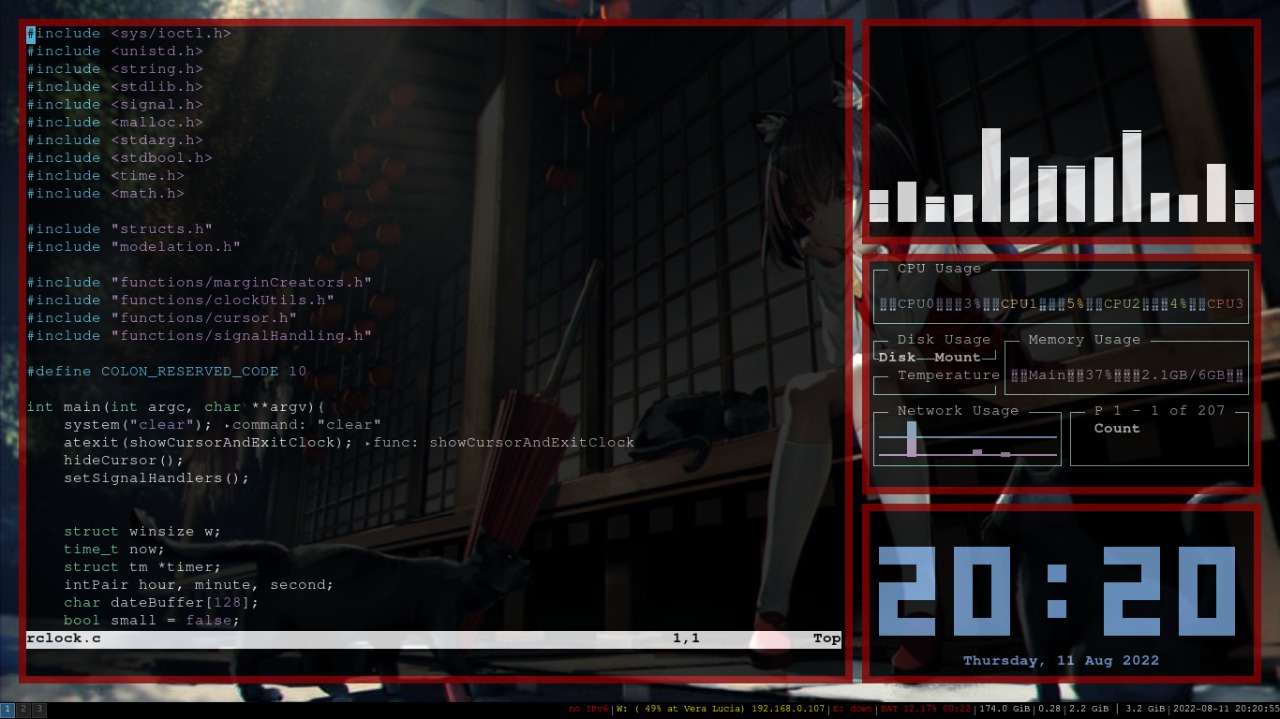 #include <sys/ioctl.h>
#include <unistd.h>
#include <string.h>
#include <stdlib.h>
#include <signal.h>
#include <malloc.h>
#include <stdarg.h>
#include <stdbool.h>
#include <time.h>
#include <math.h>
#include "structs.h"
#include "modelation.h"
#include "functions/marginCreators.h"
#include "functions/clockUtils.h"
#include "functions/cursor.h"
#include "functions/signalHandling.h"
#define COLON_RESERVED_CODE 10
int main(int argc, char **argv){
system("clear"); ▸command: "clear"
atexit(showCursorAndExitClock); ▸func: showCursorAndExitClock
hideCursor();
setSignalHandlers();
struct winsize w;
time_t now;
struct tm *timer;
intPair hour, minute, second;
char dateBuffer[128];
bool small = false;
rclock.c 1,1 Top
CPU Usage
CPU0 3% CPU1 5% CPU2 4% CPU3
Disk Usage
Disk Mount
Temperature
Memory Usage
Main 37% 2.1GB/6GB
Network Usage
P 1 - 1 of 207
Count
20:20
Thursday, 11 Aug 2022
1 2 3
no IPv6|W: ( 49% at Vera Lucia) 192.168.0.107|E: down|BAT 12.17% 00:22|174.0 GiB|0.28|2.2 GiB | 3.2 GiB|2022-08-11 20:20:55